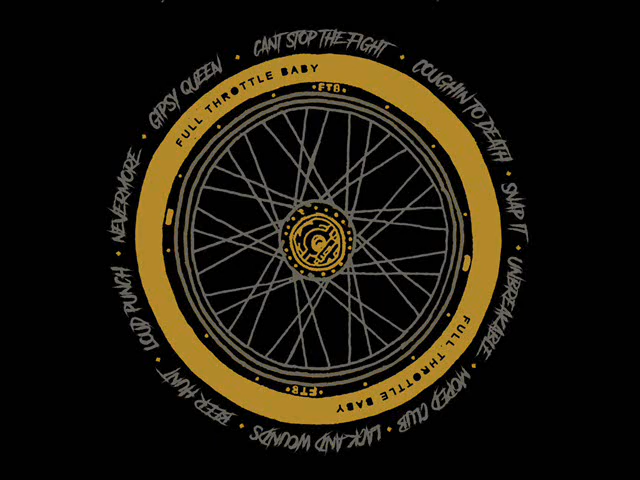 CANT STOP THE FIGHT
COUGHIN TO DEATH
SNAP IT
UNBREAKABLE
MOPED CLUB
LACK AND WOUNDS
BEER HUNT
LOUD PUNCH
NEVERMORE
GIPSY QUEEN
FULL THROTTLE BABY
•FTB•
FULL THROTTLE BABY
•FTB•